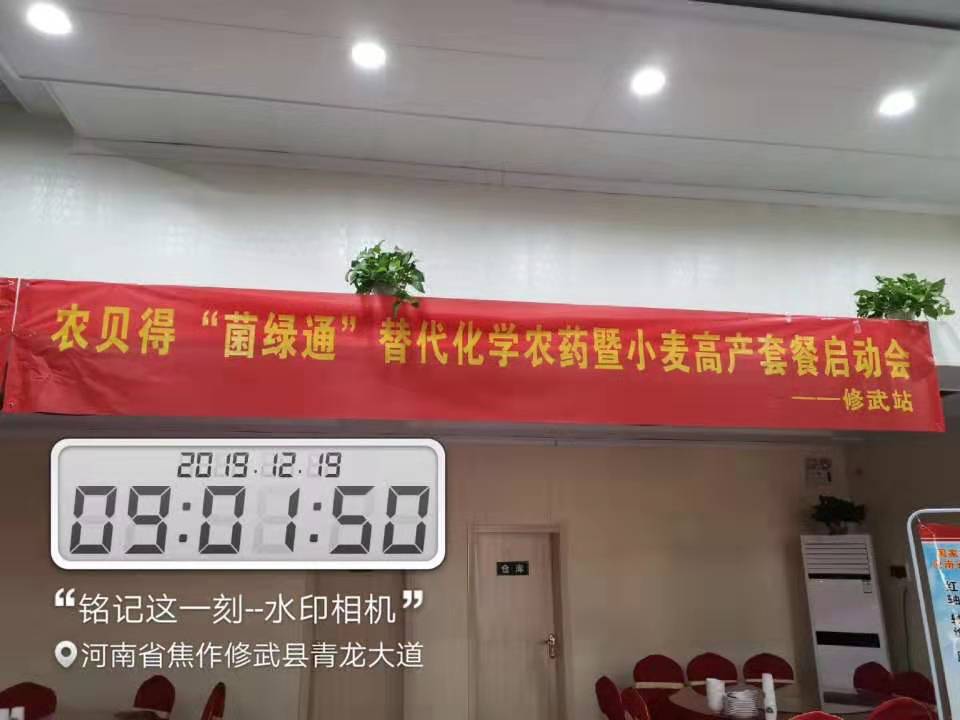 农贝得“菌绿通”替代化学农药暨小麦高产套餐启动会
——修武站
2019.12.19
09:01:50
“铭记这一刻--水印相机”
河南省焦作修武县青龙大道
仓库
国家